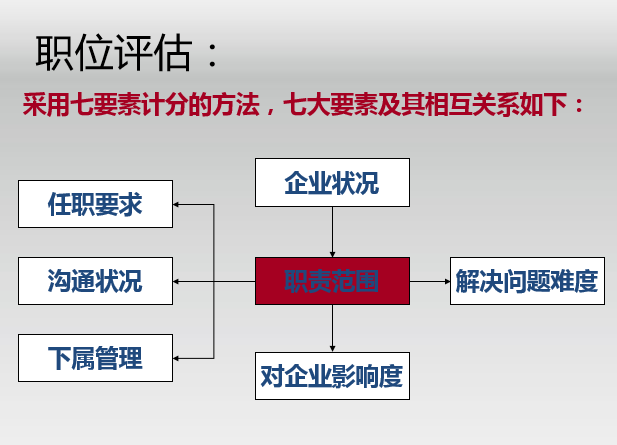 职位评估：
采用七要素计分的方法，七大要素及其相互关系如下：
企业状况
任职要求
沟通状况
职责范围
解决问题难度
下属管理
对企业影响度